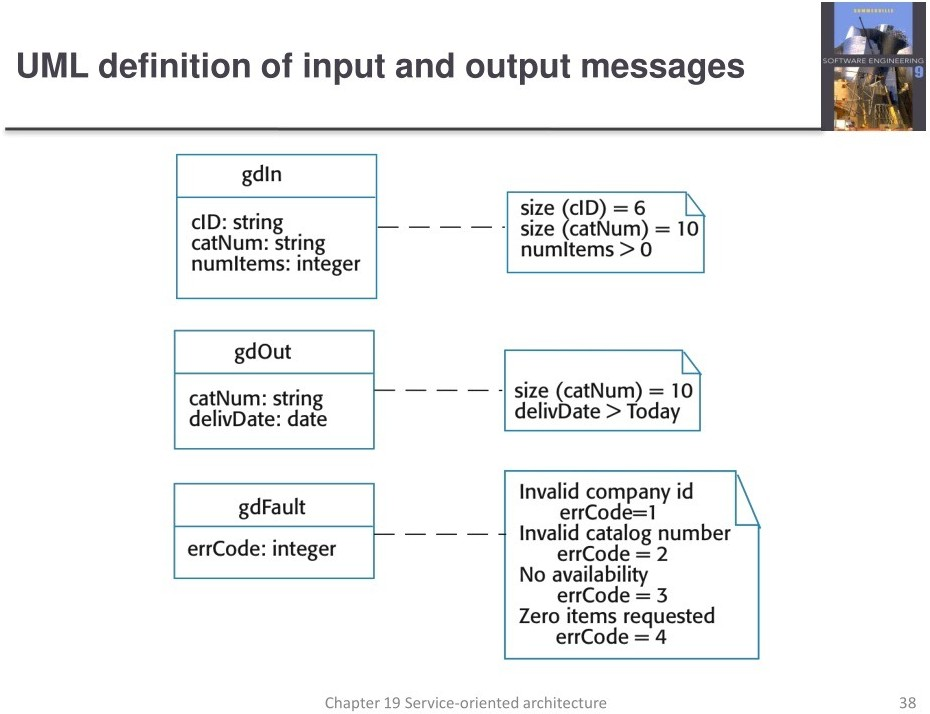 UML definition of input and output messages
SOMMERVILLE
SOFTWARE ENGINEERING
9
gdIn
cID: string
catNum: string
numItems: integer
size (cID) = 6
size (catNum) = 10
numItems > 0
gdOut
catNum: string
delivDate: date
size (catNum) = 10
delivDate > Today
gdFault
errCode: integer
Invalid company id
errCode=1
Invalid catalog number
errCode = 2
No availability
errCode = 3
Zero items requested
errCode = 4
Chapter 19 Service-oriented architecture
38